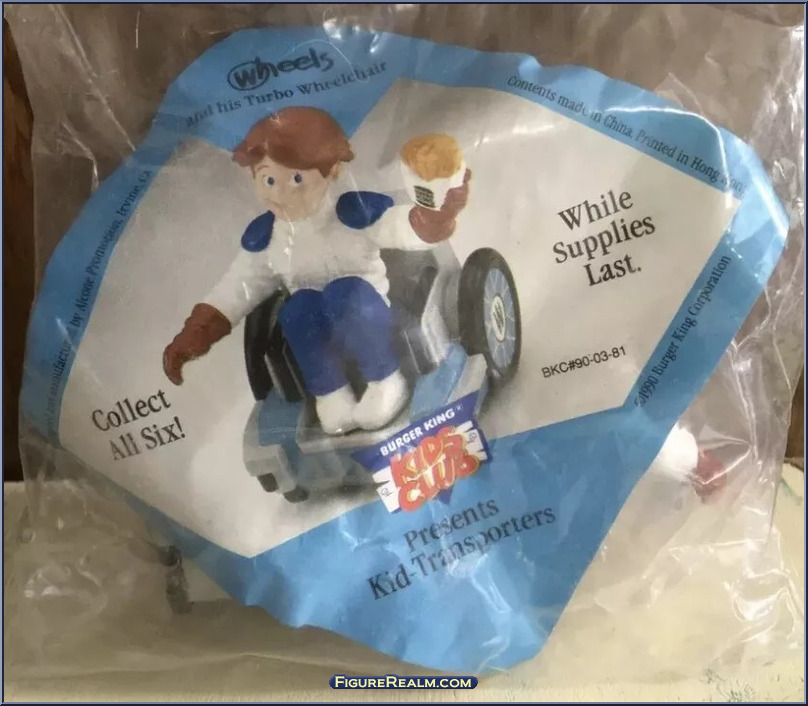 Wheels
and his Turbo Wheelchair
Contents made in China. Printed in Hong Kong
by Alcone Promotion, Irvine, Ca
While
Supplies
Last.
BKC#90-03-81
©1990 Burger King Corporation
Collect
All Six!
W
BURGER KING
KIDS
CLUB
Presents
Kid-Transporters
FIGUREREALM.COM